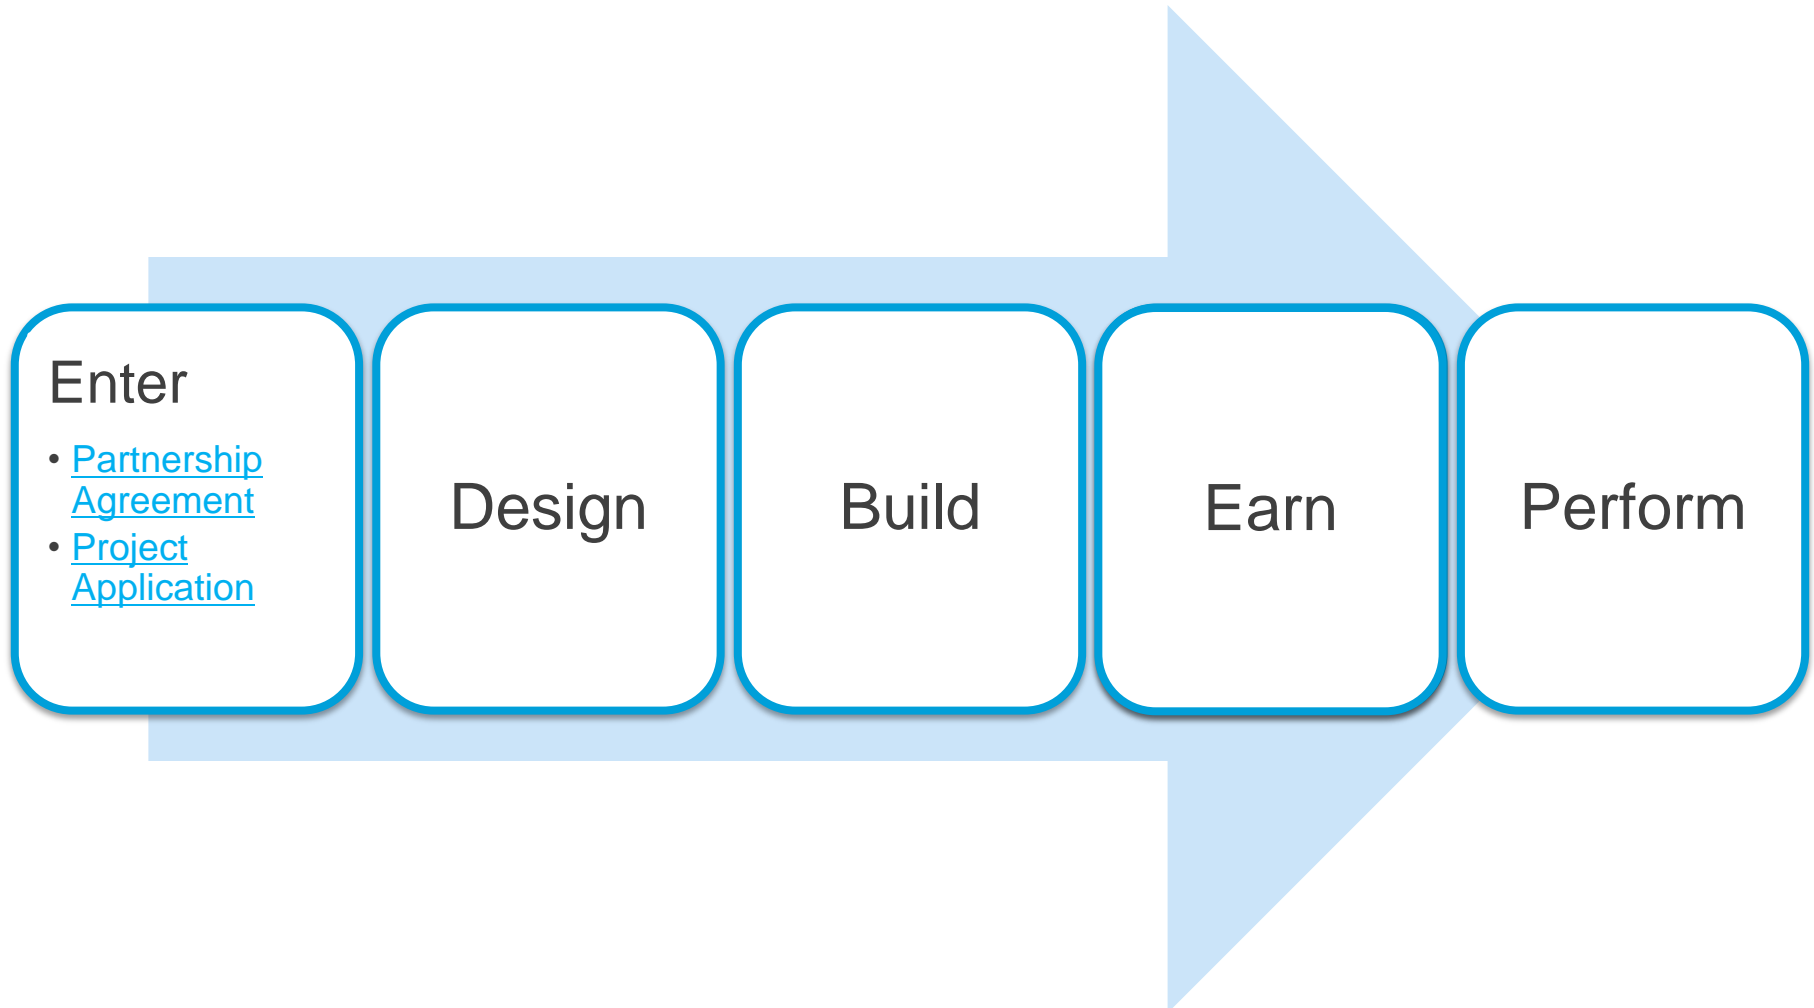 Enter
• Partnership
Agreement
• Project
Application
Design
Build
Earn
Perform